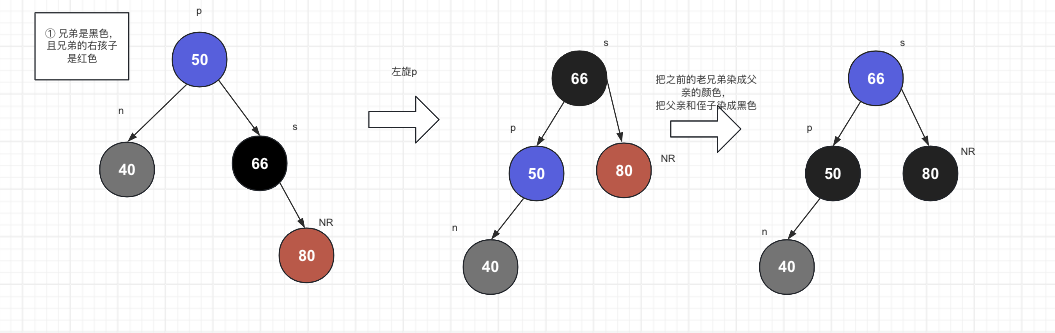 ① 兄弟是黑色,
且兄弟的右孩子
是红色
p
50
n
40
s
66
NR
80
左旋p
s
66
p
50
NR
80
n
40
把之前的老兄弟染成父
亲的颜色,
把父亲和侄子染成黑色
s
66
p
50
NR
80
n
40